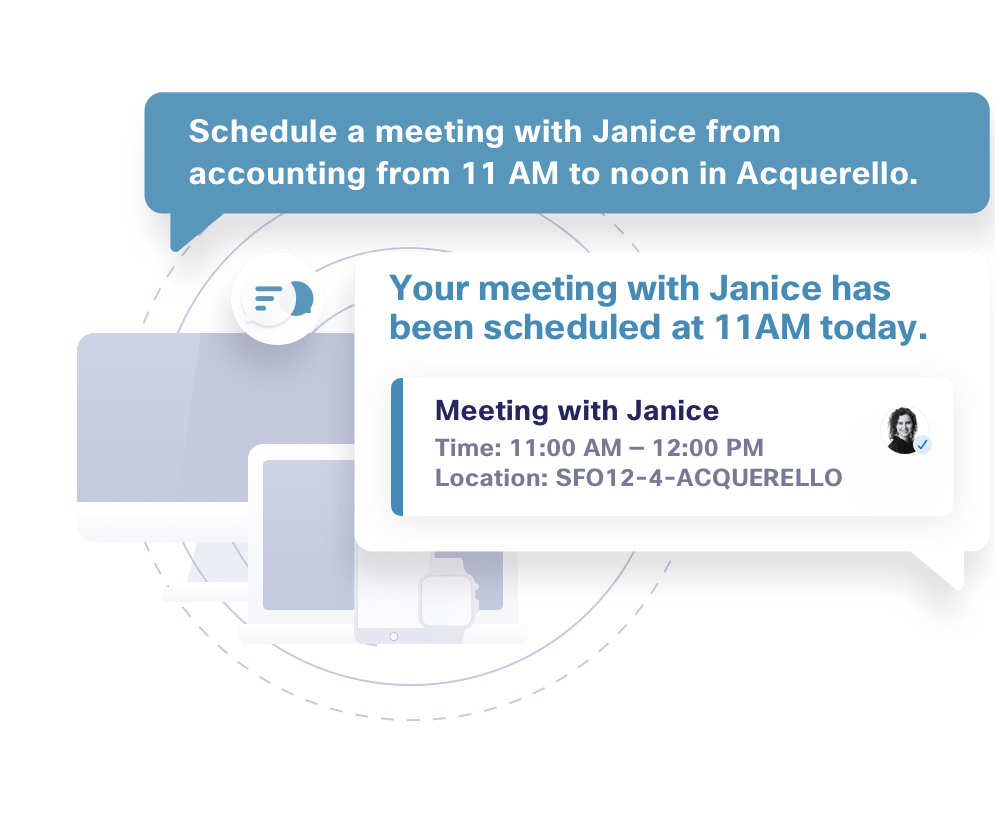 Schedule a meeting with Janice from
accounting from 11 AM to noon in Acquerello.
Your meeting with Janice has
been scheduled at 11AM today.
Meeting with Janice
Time: 11:00 AM – 12:00 PM
Location: SFO12-4-ACQUERELLO